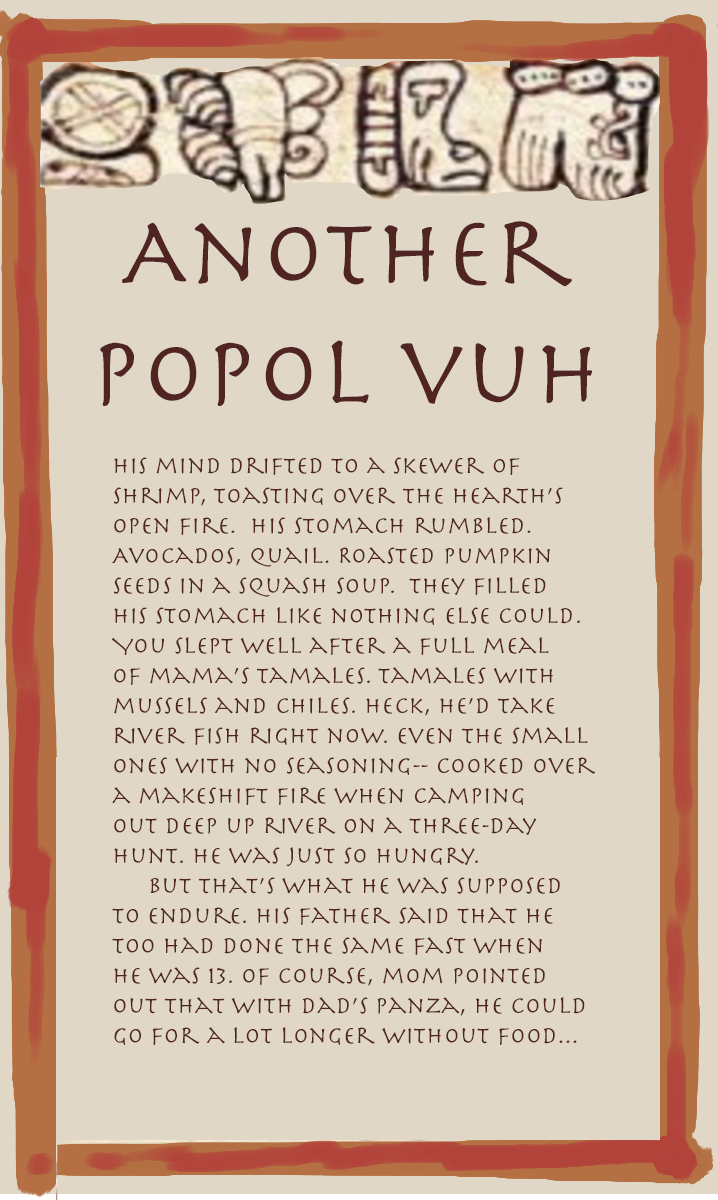 ANOTHER
POPOL VUH
HIS MIND DRIFTED TO A SKEWER OF
SHRIMP, TOASTING OVER THE HEARTH'S
OPEN FIRE.  HIS STOMACH RUMBLED.
AVOCADOS, QUAIL. ROASTED PUMPKIN
SEEDS IN A SQUASH SOUP.  THEY FILLED
HIS STOMACH LIKE NOTHING ELSE COULD.
YOU SLEPT WELL AFTER A FULL MEAL
OF MAMA'S TAMALES. TAMALES WITH
MUSSELS AND CHILES. HECK, HE'D TAKE
RIVER FISH RIGHT NOW. EVEN THE SMALL
ONES WITH NO SEASONING-- COOKED OVER
A MAKESHIFT FIRE WHEN CAMPING
OUT DEEP UP RIVER ON A THREE-DAY
HUNT. HE WAS JUST SO HUNGRY.
BUT THAT'S WHAT HE WAS SUPPOSED
TO ENDURE. HIS FATHER SAID THAT HE
TOO HAD DONE THE SAME FAST WHEN
HE WAS 13. OF COURSE, MOM POINTED
OUT THAT WITH DAD'S PANZA, HE COULD
GO FOR A LOT LONGER WITHOUT FOOD...